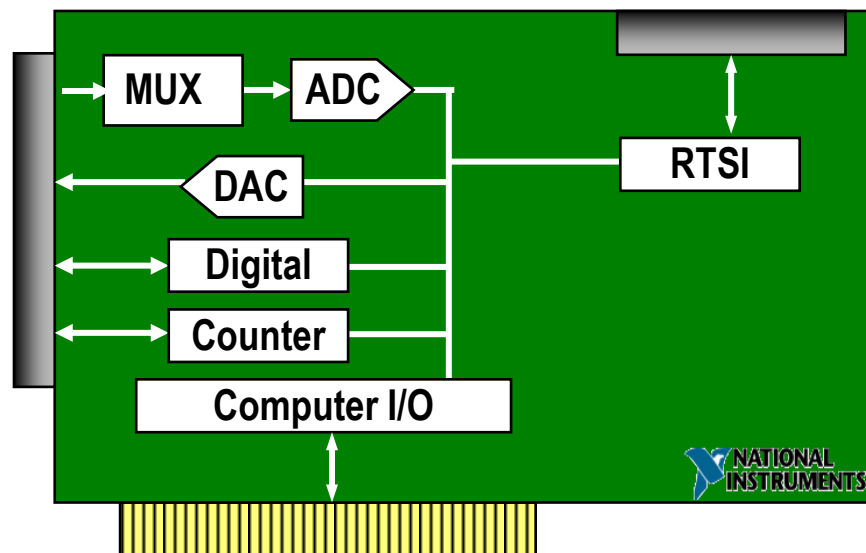 MUX
ADC
RTSI
DAC
Digital
Counter
Computer I/O
NATIONAL
INSTRUMENTS